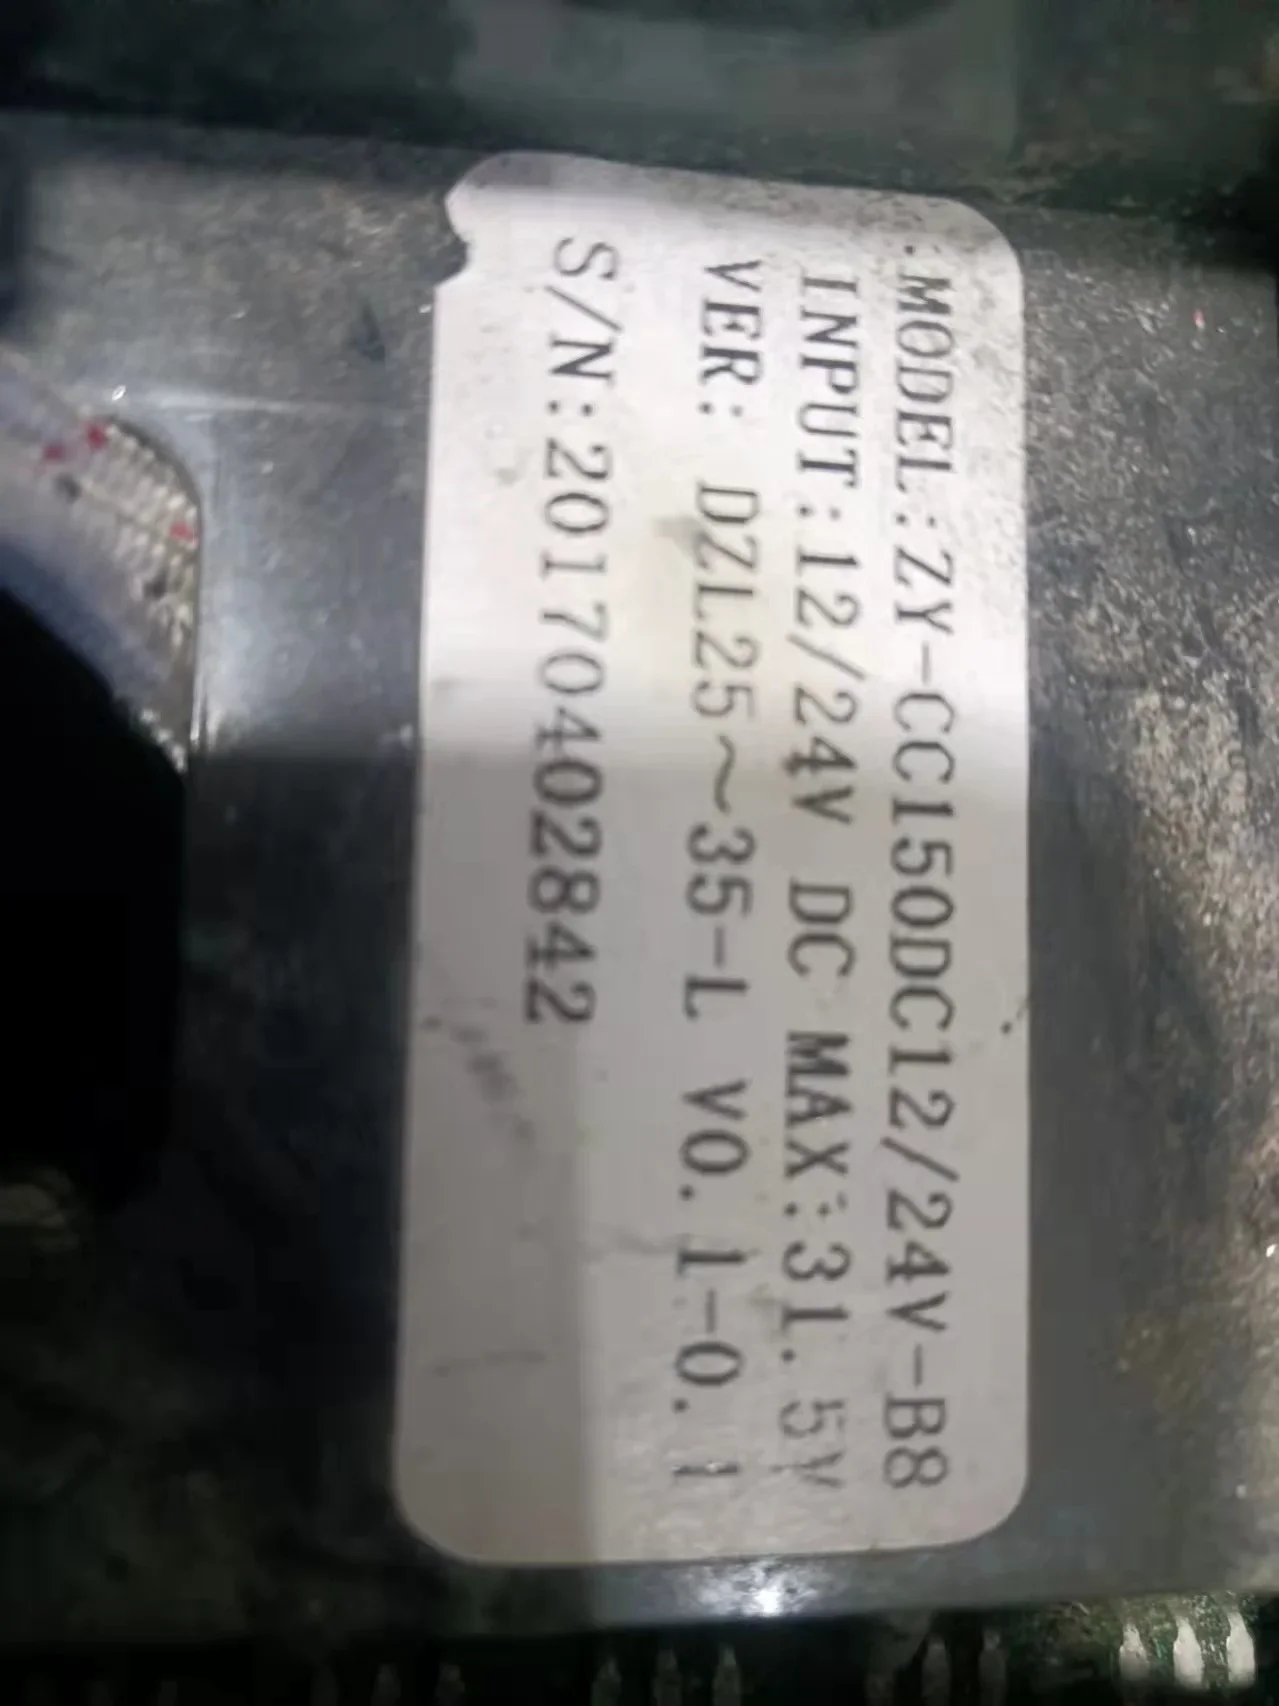 MODEL:ZY-CC150DC12/24V-B8
INPUT:12/24V DC MAX:31.5V
VER: DZL25~35-L V0.1-0.1
S/N:20170402842